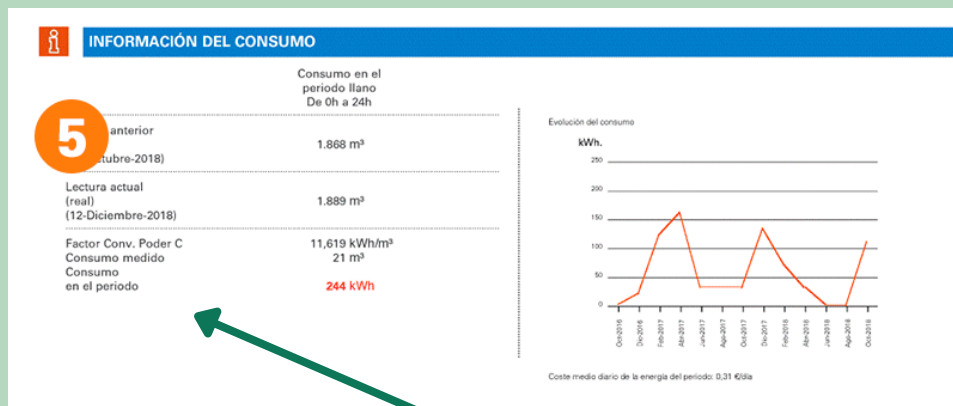 INFORMACIÓN DEL CONSUMO
Consumo en el
periodo llano
De 0h a 24h
5
anterior
1.868 m³
tubre-2018)
Lectura actual
(real)
1.889 m³
(12-Diciembre-2018)
Factor Conv. Poder C
11,619 kWh/m³
Consumo medido
21 m³
Consumo
en el periodo
244 kWh
Evolución del consumo
kWh.
250
200
150
100
50
0
Oct-2016
Dic-2016
Feb-2017
Abr-2017
Jun-2017
Ago-2017
Oct-2017
Dic-2017
Feb-2018
Abr-2018
Jun-2018
Ago-2018
Oct-2018
Coste medio diario de la energía del periodo: 0,31 €/día